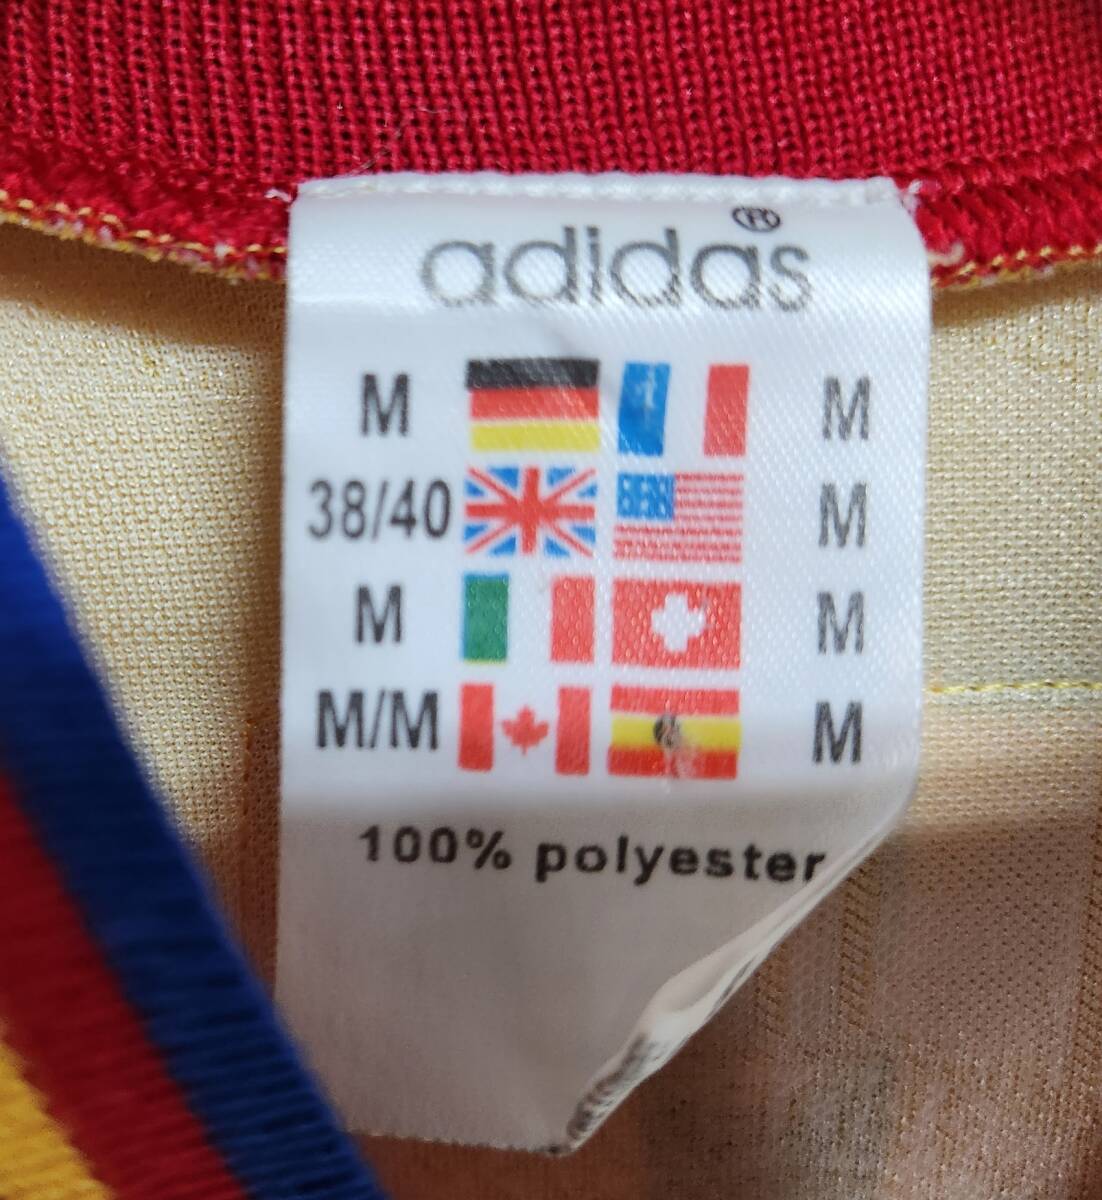 adidas®
M M
38/40 M
M M
M/M M
100% polyester